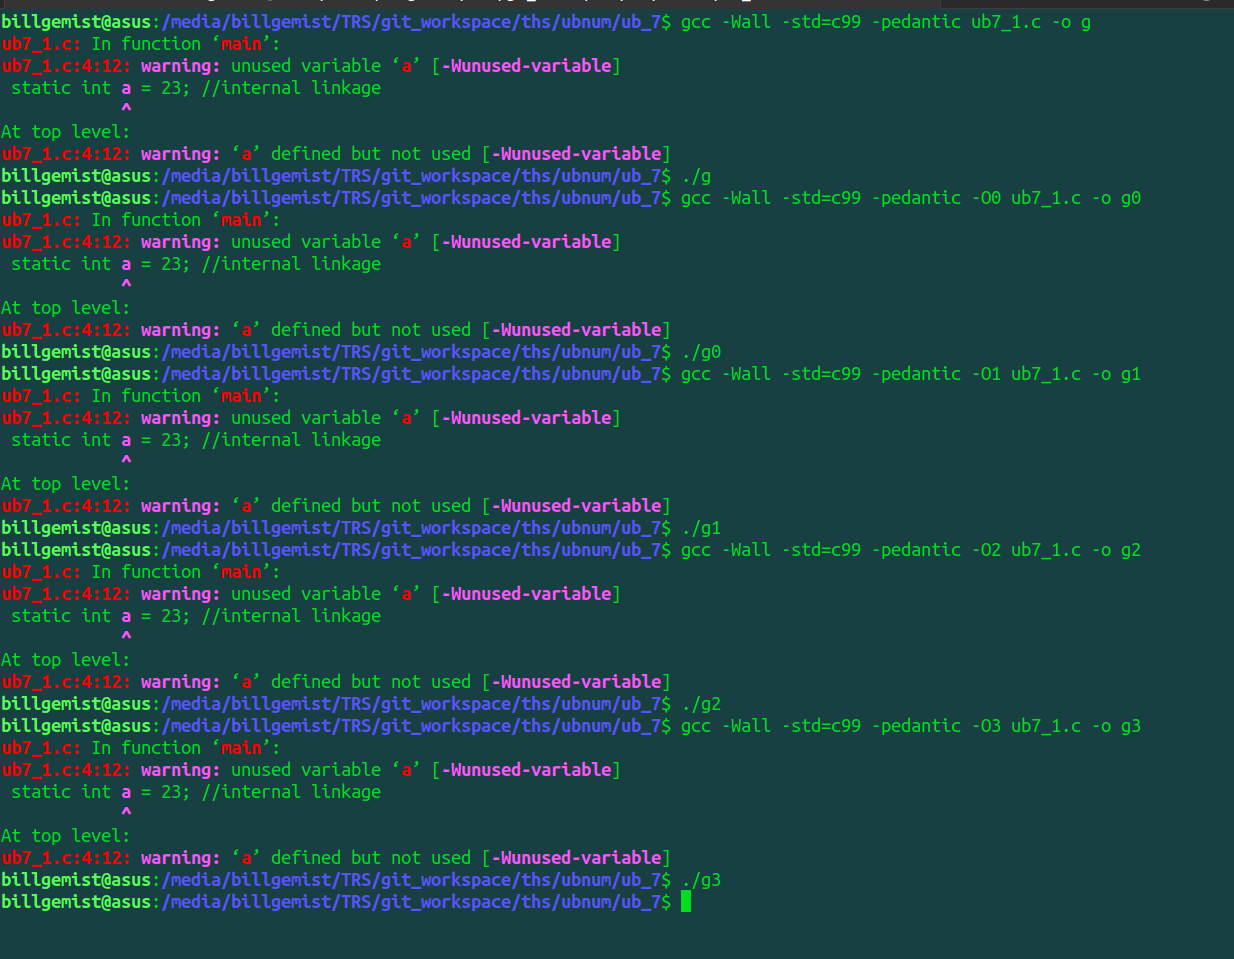 billgemist@asus:/media/billgemist/TRS/git_workspace/ths/ubnum/ub_7$ gcc -Wall -std=c99 -pedantic ub7_1.c -o g
ub7_1.c: In function ‘main’:
ub7_1.c:4:12: warning: unused variable ‘a’ [-Wunused-variable]
 static int a = 23; //internal linkage
            ^
At top level:
ub7_1.c:4:12: warning: ‘a’ defined but not used [-Wunused-variable]
billgemist@asus:/media/billgemist/TRS/git_workspace/ths/ubnum/ub_7$ ./g
billgemist@asus:/media/billgemist/TRS/git_workspace/ths/ubnum/ub_7$ gcc -Wall -std=c99 -pedantic -O0 ub7_1.c -o g0
ub7_1.c: In function ‘main’:
ub7_1.c:4:12: warning: unused variable ‘a’ [-Wunused-variable]
 static int a = 23; //internal linkage
            ^
At top level:
ub7_1.c:4:12: warning: ‘a’ defined but not used [-Wunused-variable]
billgemist@asus:/media/billgemist/TRS/git_workspace/ths/ubnum/ub_7$ ./g0
billgemist@asus:/media/billgemist/TRS/git_workspace/ths/ubnum/ub_7$ gcc -Wall -std=c99 -pedantic -O1 ub7_1.c -o g1
ub7_1.c: In function ‘main’:
ub7_1.c:4:12: warning: unused variable ‘a’ [-Wunused-variable]
 static int a = 23; //internal linkage
            ^
At top level:
ub7_1.c:4:12: warning: ‘a’ defined but not used [-Wunused-variable]
billgemist@asus:/media/billgemist/TRS/git_workspace/ths/ubnum/ub_7$ ./g1
billgemist@asus:/media/billgemist/TRS/git_workspace/ths/ubnum/ub_7$ gcc -Wall -std=c99 -pedantic -O2 ub7_1.c -o g2
ub7_1.c: In function ‘main’:
ub7_1.c:4:12: warning: unused variable ‘a’ [-Wunused-variable]
 static int a = 23; //internal linkage
            ^
At top level:
ub7_1.c:4:12: warning: ‘a’ defined but not used [-Wunused-variable]
billgemist@asus:/media/billgemist/TRS/git_workspace/ths/ubnum/ub_7$ ./g2
billgemist@asus:/media/billgemist/TRS/git_workspace/ths/ubnum/ub_7$ gcc -Wall -std=c99 -pedantic -O3 ub7_1.c -o g3
ub7_1.c: In function ‘main’:
ub7_1.c:4:12: warning: unused variable ‘a’ [-Wunused-variable]
 static int a = 23; //internal linkage
            ^
At top level:
ub7_1.c:4:12: warning: ‘a’ defined but not used [-Wunused-variable]
billgemist@asus:/media/billgemist/TRS/git_workspace/ths/ubnum/ub_7$ ./g3
billgemist@asus:/media/billgemist/TRS/git_workspace/ths/ubnum/ub_7$